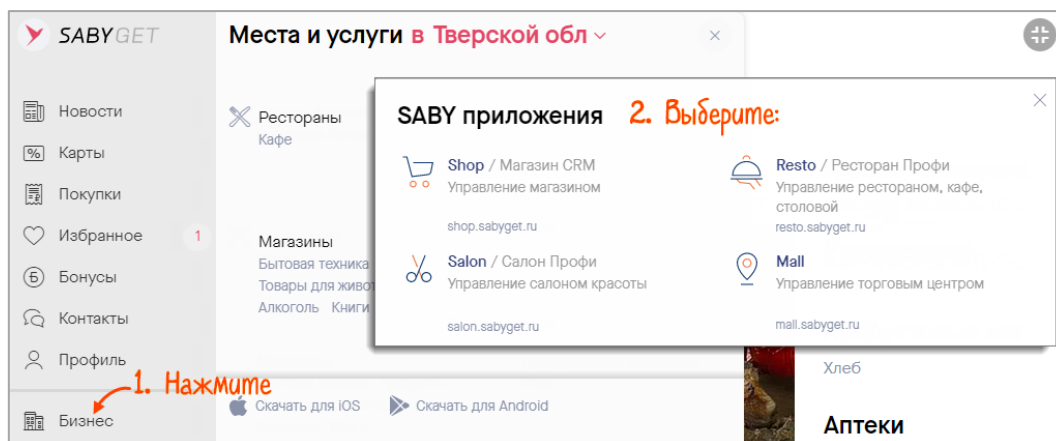 SABYGET
Новости
Карты
Покупки
Избранное 1
Бонусы
Контакты
Профиль
1. Нажмите
Бизнес
Места и услуги в Тверской обл
Рестораны
Кафе
Магазины
Бытовая техника
Товары для живот
Алкоголь Книги
Скачать для iOS
Скачать для Android
SABY приложения
2. Выберите:
Shop / Магазин CRM
Управление магазином
shop.sabyget.ru
Resto / Ресторан Профи
Управление рестораном, кафе,
столовой
resto.sabyget.ru
Salon / Салон Профи
Управление салоном красоты
salon.sabyget.ru
Mall
Управление торговым центром
mall.sabyget.ru
Хлеб
Аптеки